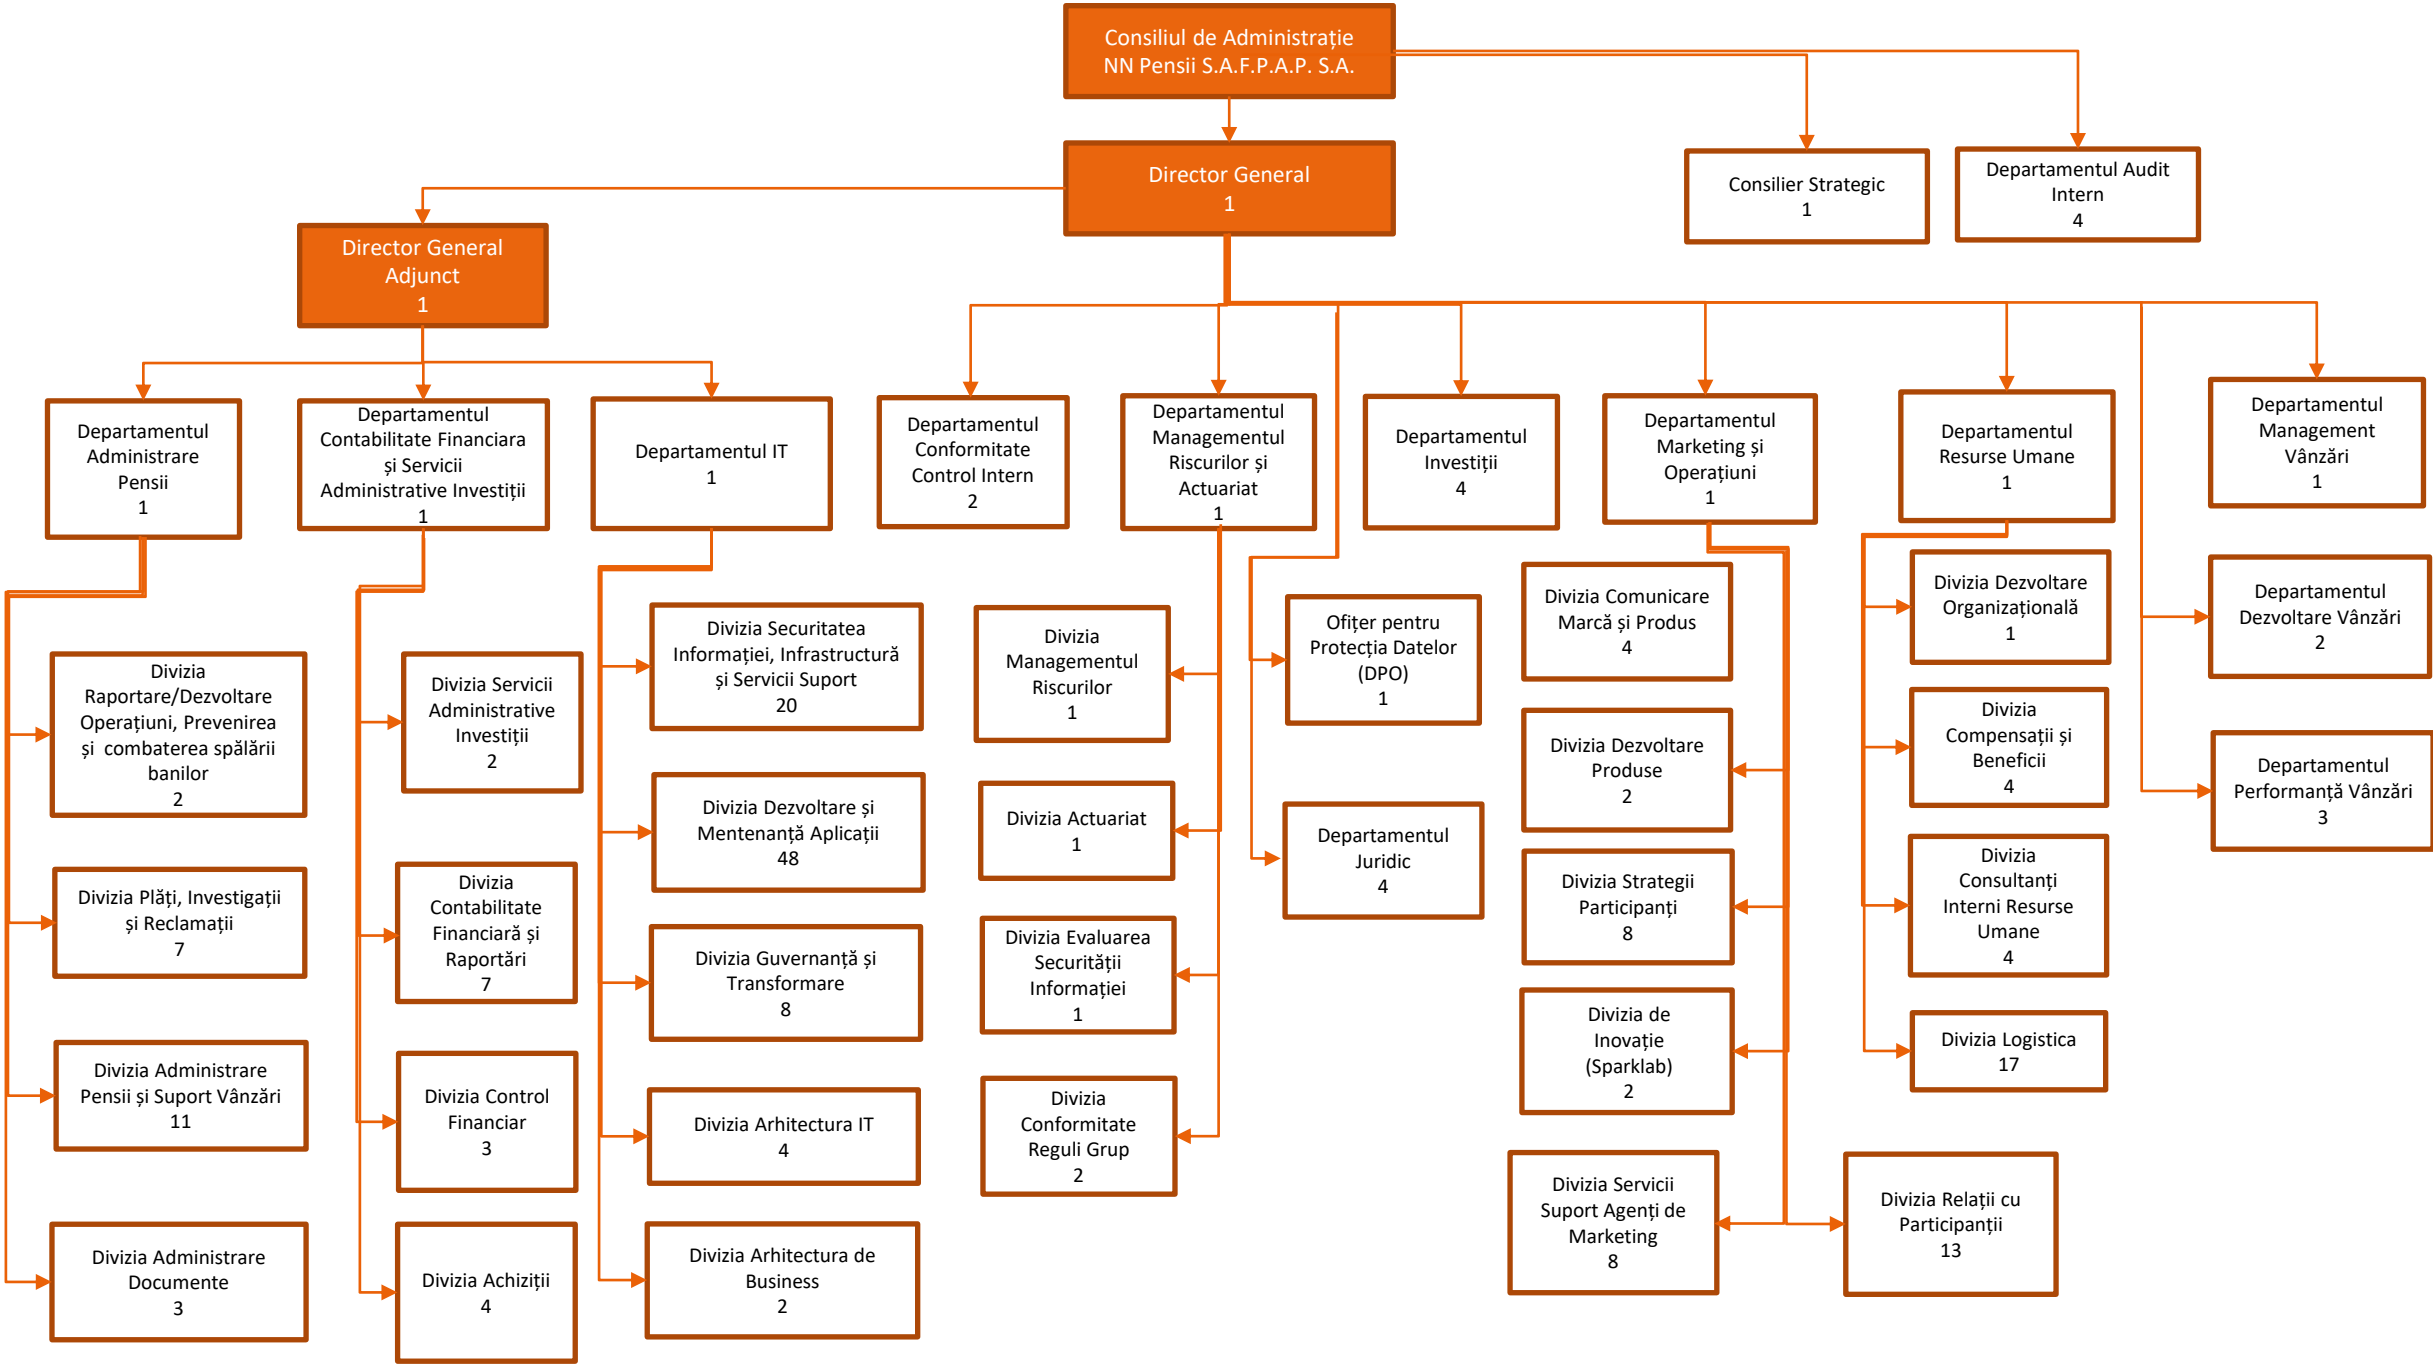 Consiliul de Administrație
NN Pensii S.A.F.P.A.P. S.A.
Director General
1
Consilier Strategic
1
Departamentul Audit
Intern
4
Director General
Adjunct
1
Departamentul
Administrare
Pensii
1
Departamentul
Contabilitate Financiara
și Servicii
Administrative Investiții
1
Departamentul IT
1
Departamentul
Conformitate
Control Intern
2
Departamentul
Managementul
Riscurilor și
Actuariat
1
Departamentul
Investiții
4
Departamentul
Marketing și
Operațiuni
1
Departamentul
Resurse Umane
1
Departamentul
Management
Vânzări
1
Divizia
Raportare/Dezvoltare
Operațiuni, Prevenirea
și  combaterea spălării
banilor
2
Divizia Plăți, Investigații
și Reclamații
7
Divizia Administrare
Pensii și Suport Vânzări
11
Divizia Administrare
Documente
3
Divizia Servicii
Administrative
Investiții
2
Divizia
Contabilitate
Financiară și
Raportări
7
Divizia Control
Financiar
3
Divizia Achiziții
4
Divizia Securitatea
Informației, Infrastructură
și Servicii Suport
20
Divizia Dezvoltare și
Mentenanță Aplicații
48
Divizia Guvernanță și
Transformare
8
Divizia Arhitectura IT
4
Divizia Arhitectura de
Business
2
Divizia
Managementul
Riscurilor
1
Divizia Actuariat
1
Divizia Evaluarea
Securității
Informației
1
Divizia
Conformitate
Reguli Grup
2
Ofițer pentru
Protecția Datelor
(DPO)
1
Departamentul
Juridic
4
Divizia Comunicare
Marcă și Produs
4
Divizia Dezvoltare
Produse
2
Divizia Strategii
Participanți
8
Divizia de
Inovație
(Sparklab)
2
Divizia Servicii
Suport Agenți de
Marketing
8
Divizia Relații cu
Participanții
13
Divizia Dezvoltare
Organizațională
1
Divizia
Compensații și
Beneficii
4
Divizia
Consultanți
Interni Resurse
Umane
4
Divizia Logistica
17
Departamentul
Dezvoltare Vânzări
2
Departamentul
Performanță Vânzări
3